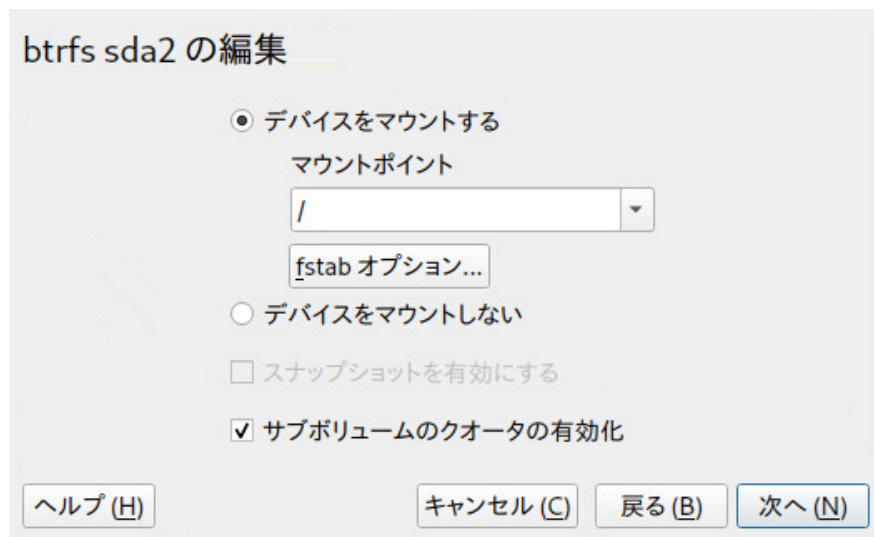 btrfs sda2 の編集
デバイスをマウントする
マウントポイント
/
fstab オプション...
デバイスをマウントしない
スナップショットを有効にする
サブボリュームのクオータの有効化
ヘルプ (H) キャンセル (C) 戻る (B) 次へ (N)